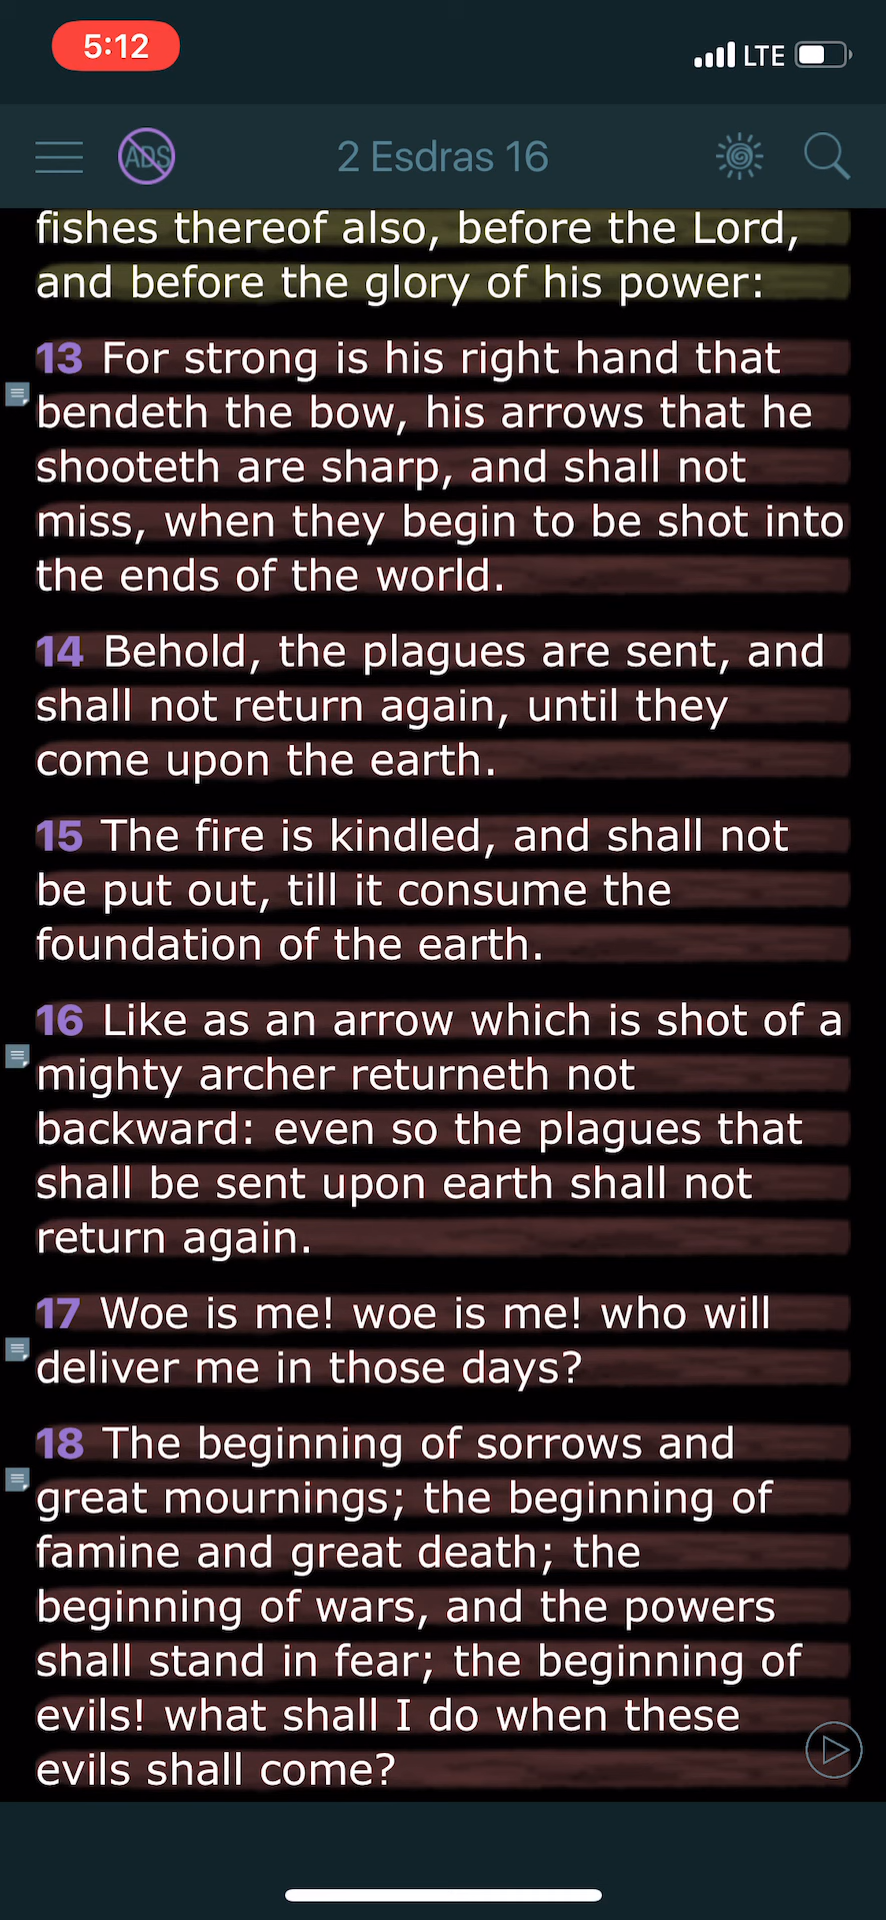 5:12
LTE
ADS
2 Esdras 16
fishes thereof also, before the Lord,
and before the glory of his power:
13 For strong is his right hand that
bendeth the bow, his arrows that he
shooteth are sharp, and shall not
miss, when they begin to be shot into
the ends of the world.
14 Behold, the plagues are sent, and
shall not return again, until they
come upon the earth.
15 The fire is kindled, and shall not
be put out, till it consume the
foundation of the earth.
16 Like as an arrow which is shot of a
mighty archer returneth not
backward: even so the plagues that
shall be sent upon earth shall not
return again.
17 Woe is me! woe is me! who will
deliver me in those days?
18 The beginning of sorrows and
great mournings; the beginning of
famine and great death; the
beginning of wars, and the powers
shall stand in fear; the beginning of
evils! what shall I do when these
evils shall come?